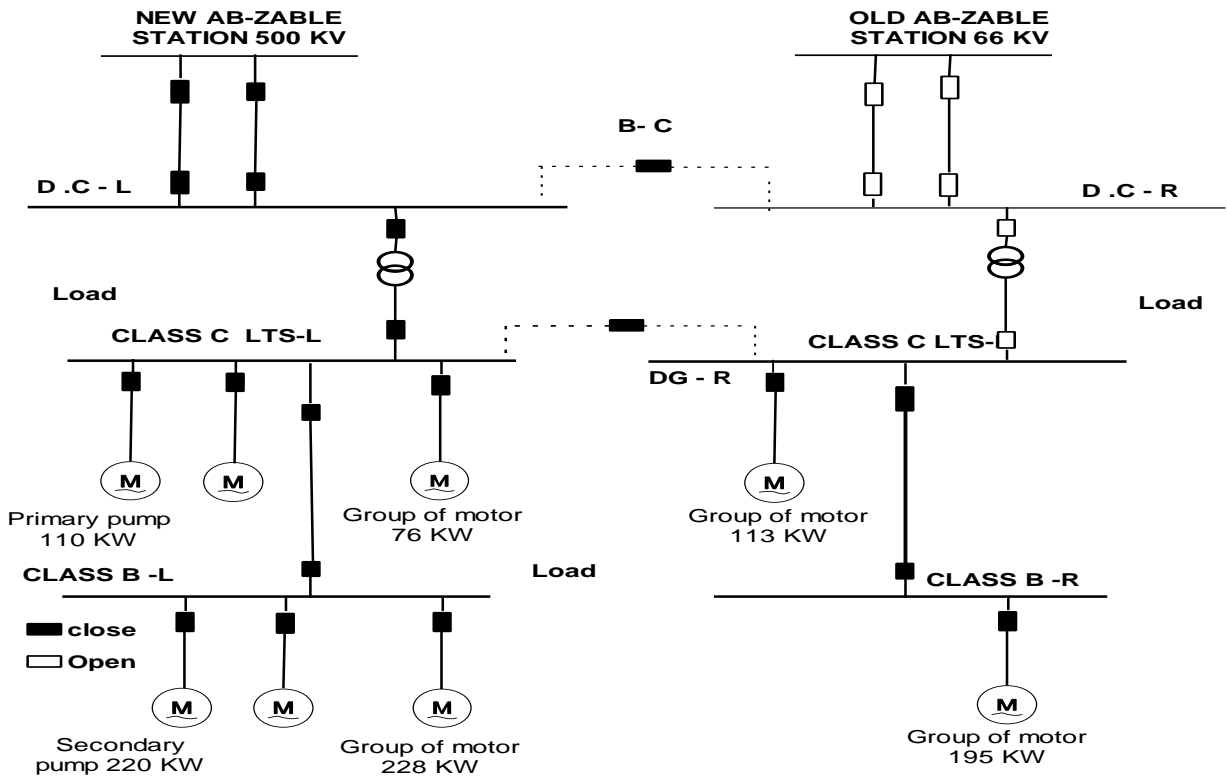 NEW AB-ZABLE
STATION 500 KV
OLD AB-ZABLE
STATION 66 KV
B- C
D .C - L
D .C - R
Load
Load
CLASS C LTS-L
CLASS C LTS-
DG - R
M
M
M
M
Primary pump
110 KW
Group of motor
76 KW
Group of motor
113 KW
CLASS B -L
Load
CLASS B -R
close
Open
M
M
M
M
Secondary
pump 220 KW
Group of motor
228 KW
Group of motor
195 KW